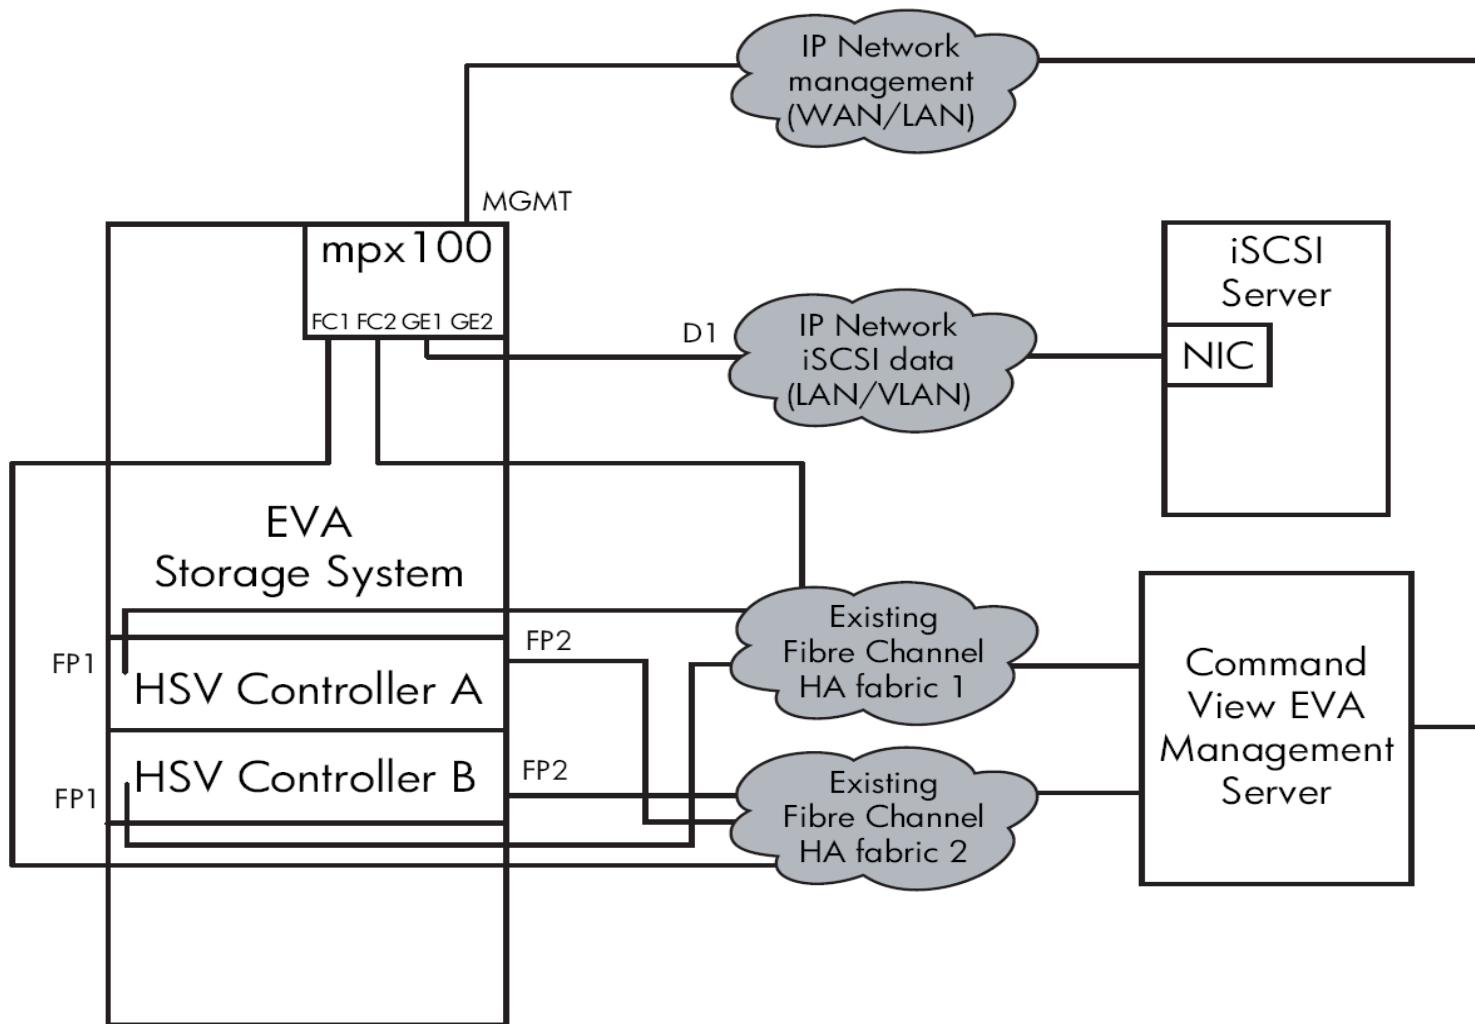 IP Network
management
(WAN/LAN)
MGMT
mpx100
FC1 FC2 GE1 GE2
iSCSI
Server
NIC
D1
IP Network
iSCSI data
(LAN/VLAN)
EVA
Storage System
FP1
HSV Controller A
FP2
HSV Controller B
FP1
FP2
Existing
Fibre Channel
HA fabric 1
Existing
Fibre Channel
HA fabric 2
Command
View EVA
Management
Server